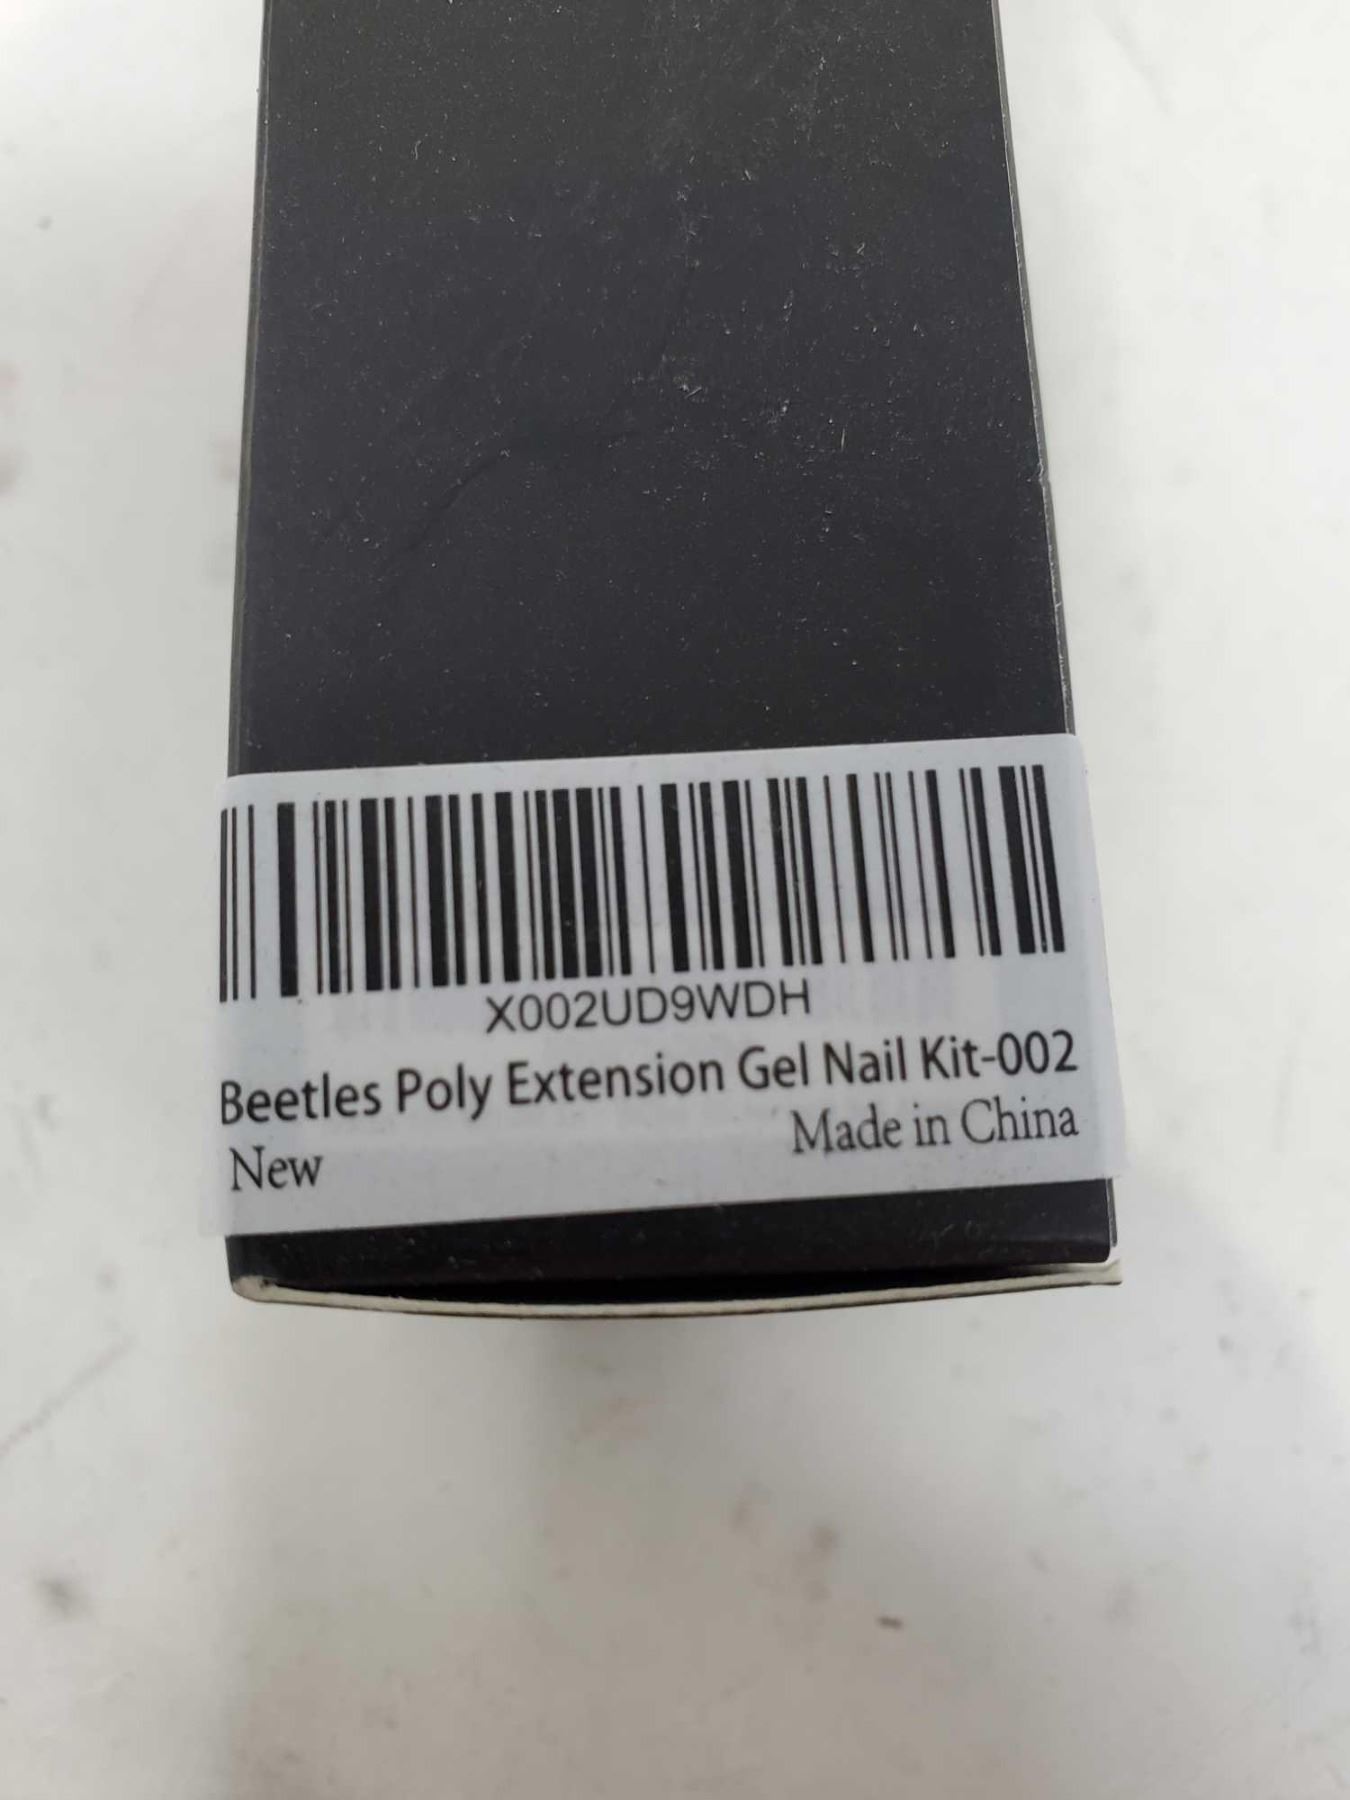 X002UD9WDH
Beetles Poly Extension Gel Nail Kit-002
New
Made in China